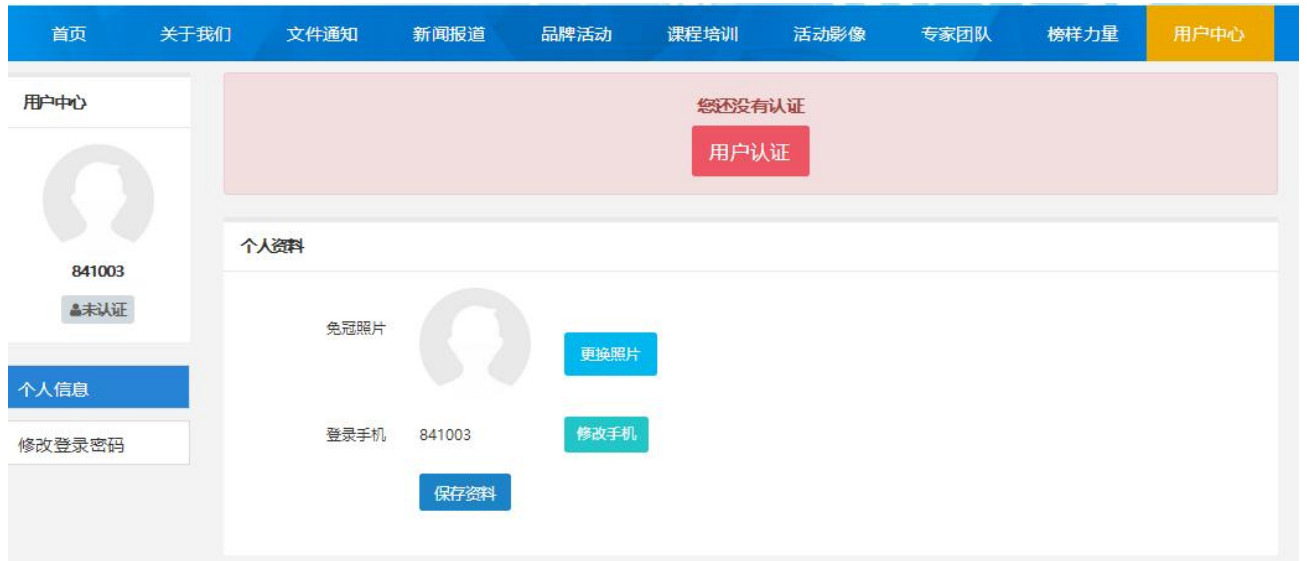 首页 关于我们 文件通知 新闻报道 品牌活动 课程培训 活动影像 专家团队 榜样力量 用户中心
用户中心
841003
未认证
个人信息
修改登录密码
您还没有认证
用户认证
个人资料
免冠照片
更换照片
登录手机 841003 修改手机
保存资料